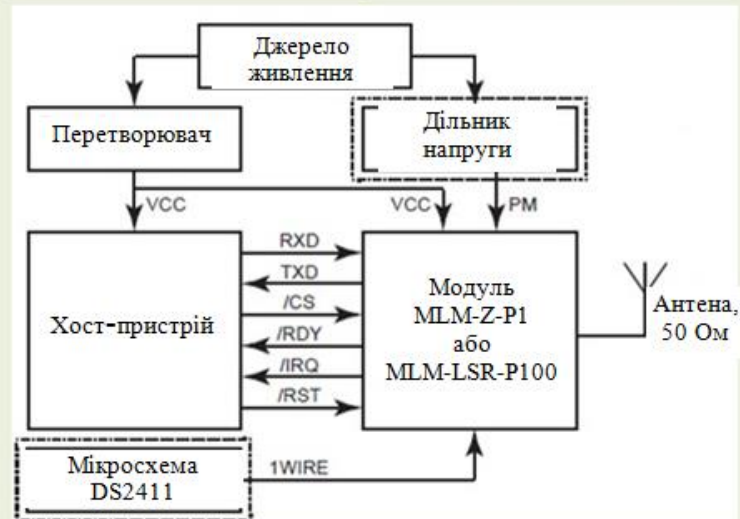 Джерело
живлення
Перетворювач
Дільник
напруги
VCC
VCC
PM
Хост-пристрій
RXD
TXD
/CS
/RDY
/IRQ
/RST
Модуль
MLM-Z-P1
або
MLM-LSR-P100
Антена,
50 Ом
Мікросхема
DS2411
1WIRE